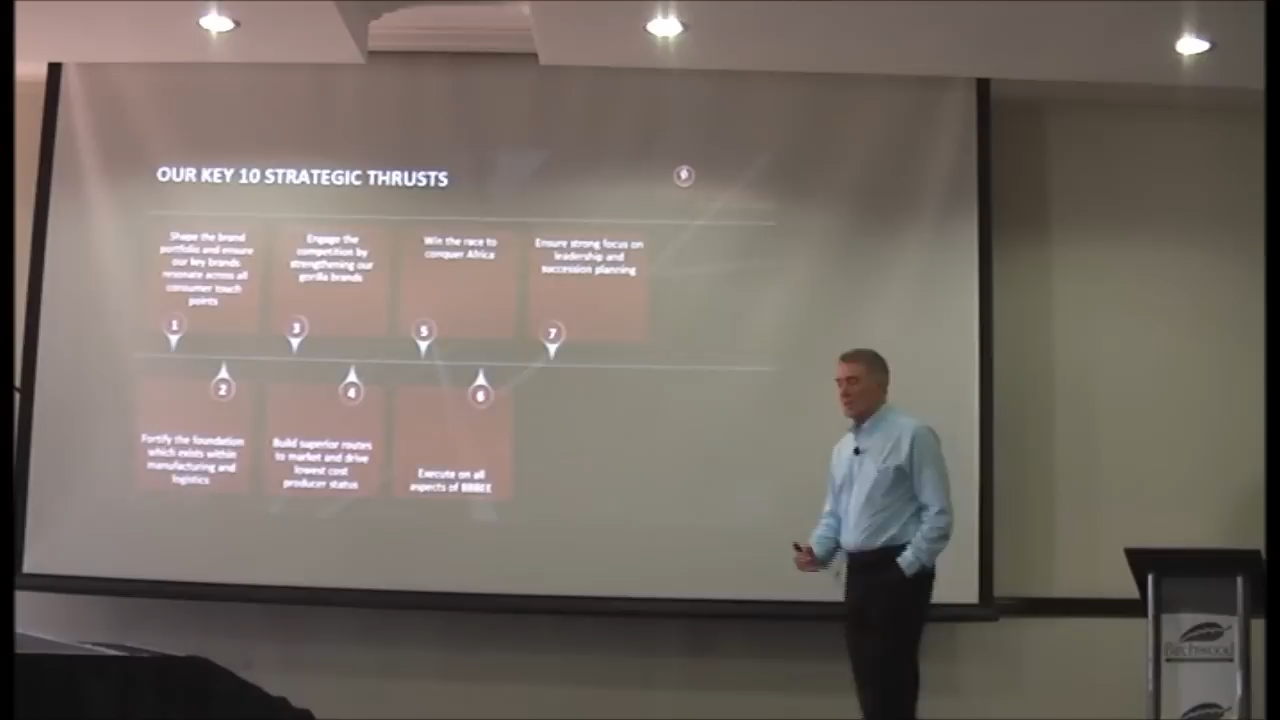 OUR KEY 10 STRATEGIC THRUSTS
Shape the brand
portfolio and ensure
our key brands
resonate across all
consumer touch
points
1
Engage the
competition by
strengthening our
gorilla brands
3
Win the race to
conquer Africa
5
Ensure strong focus on
leadership and
succession planning
7
2
Fortify the foundation
which exists within
manufacturing and
logistics
4
Build superior routes
to market and drive
lowest cost
producer status
6
Execute on all
aspects of BBBEE
Birchwood